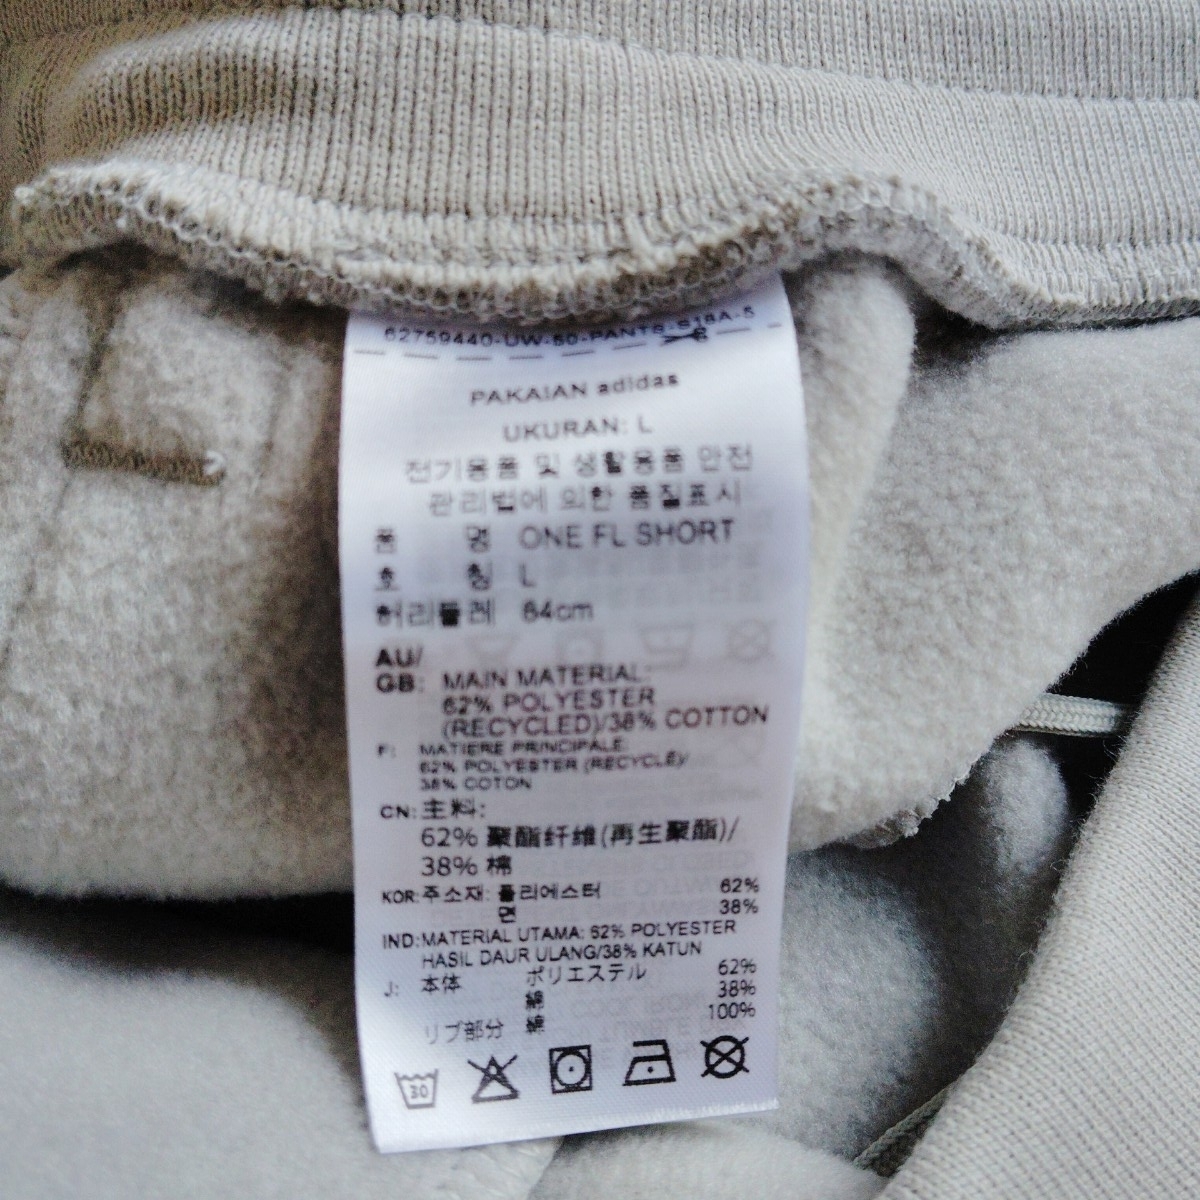 62759440-UW-50-PANTS-S18A-5
PAKAIAN adidas
UKURAN: L
전기용품 및 생활용품 안전
관리법에 의한 품질표시
품 명 ONE FL SHORT
호 칭 L
허리둘레 84cm
AU/
GB: MAIN MATERIAL:
62% POLYESTER
(RECYCLED)/38% COTTON
F: MATIERE PRINCIPALE:
62% POLYESTER (RECYCLE)/
38% COTON
CN: 主料:
62% 聚酯纤维(再生聚酯)/
38% 棉
KOR: 주소재: 폴리에스터 62%
면 38%
IND: MATERIAL UTAMA: 62% POLYESTER
HASIL DAUR ULANG/38% KATUN
J: 本体 ポリエステル 62%
綿 38%
リブ部分 綿 100%
30